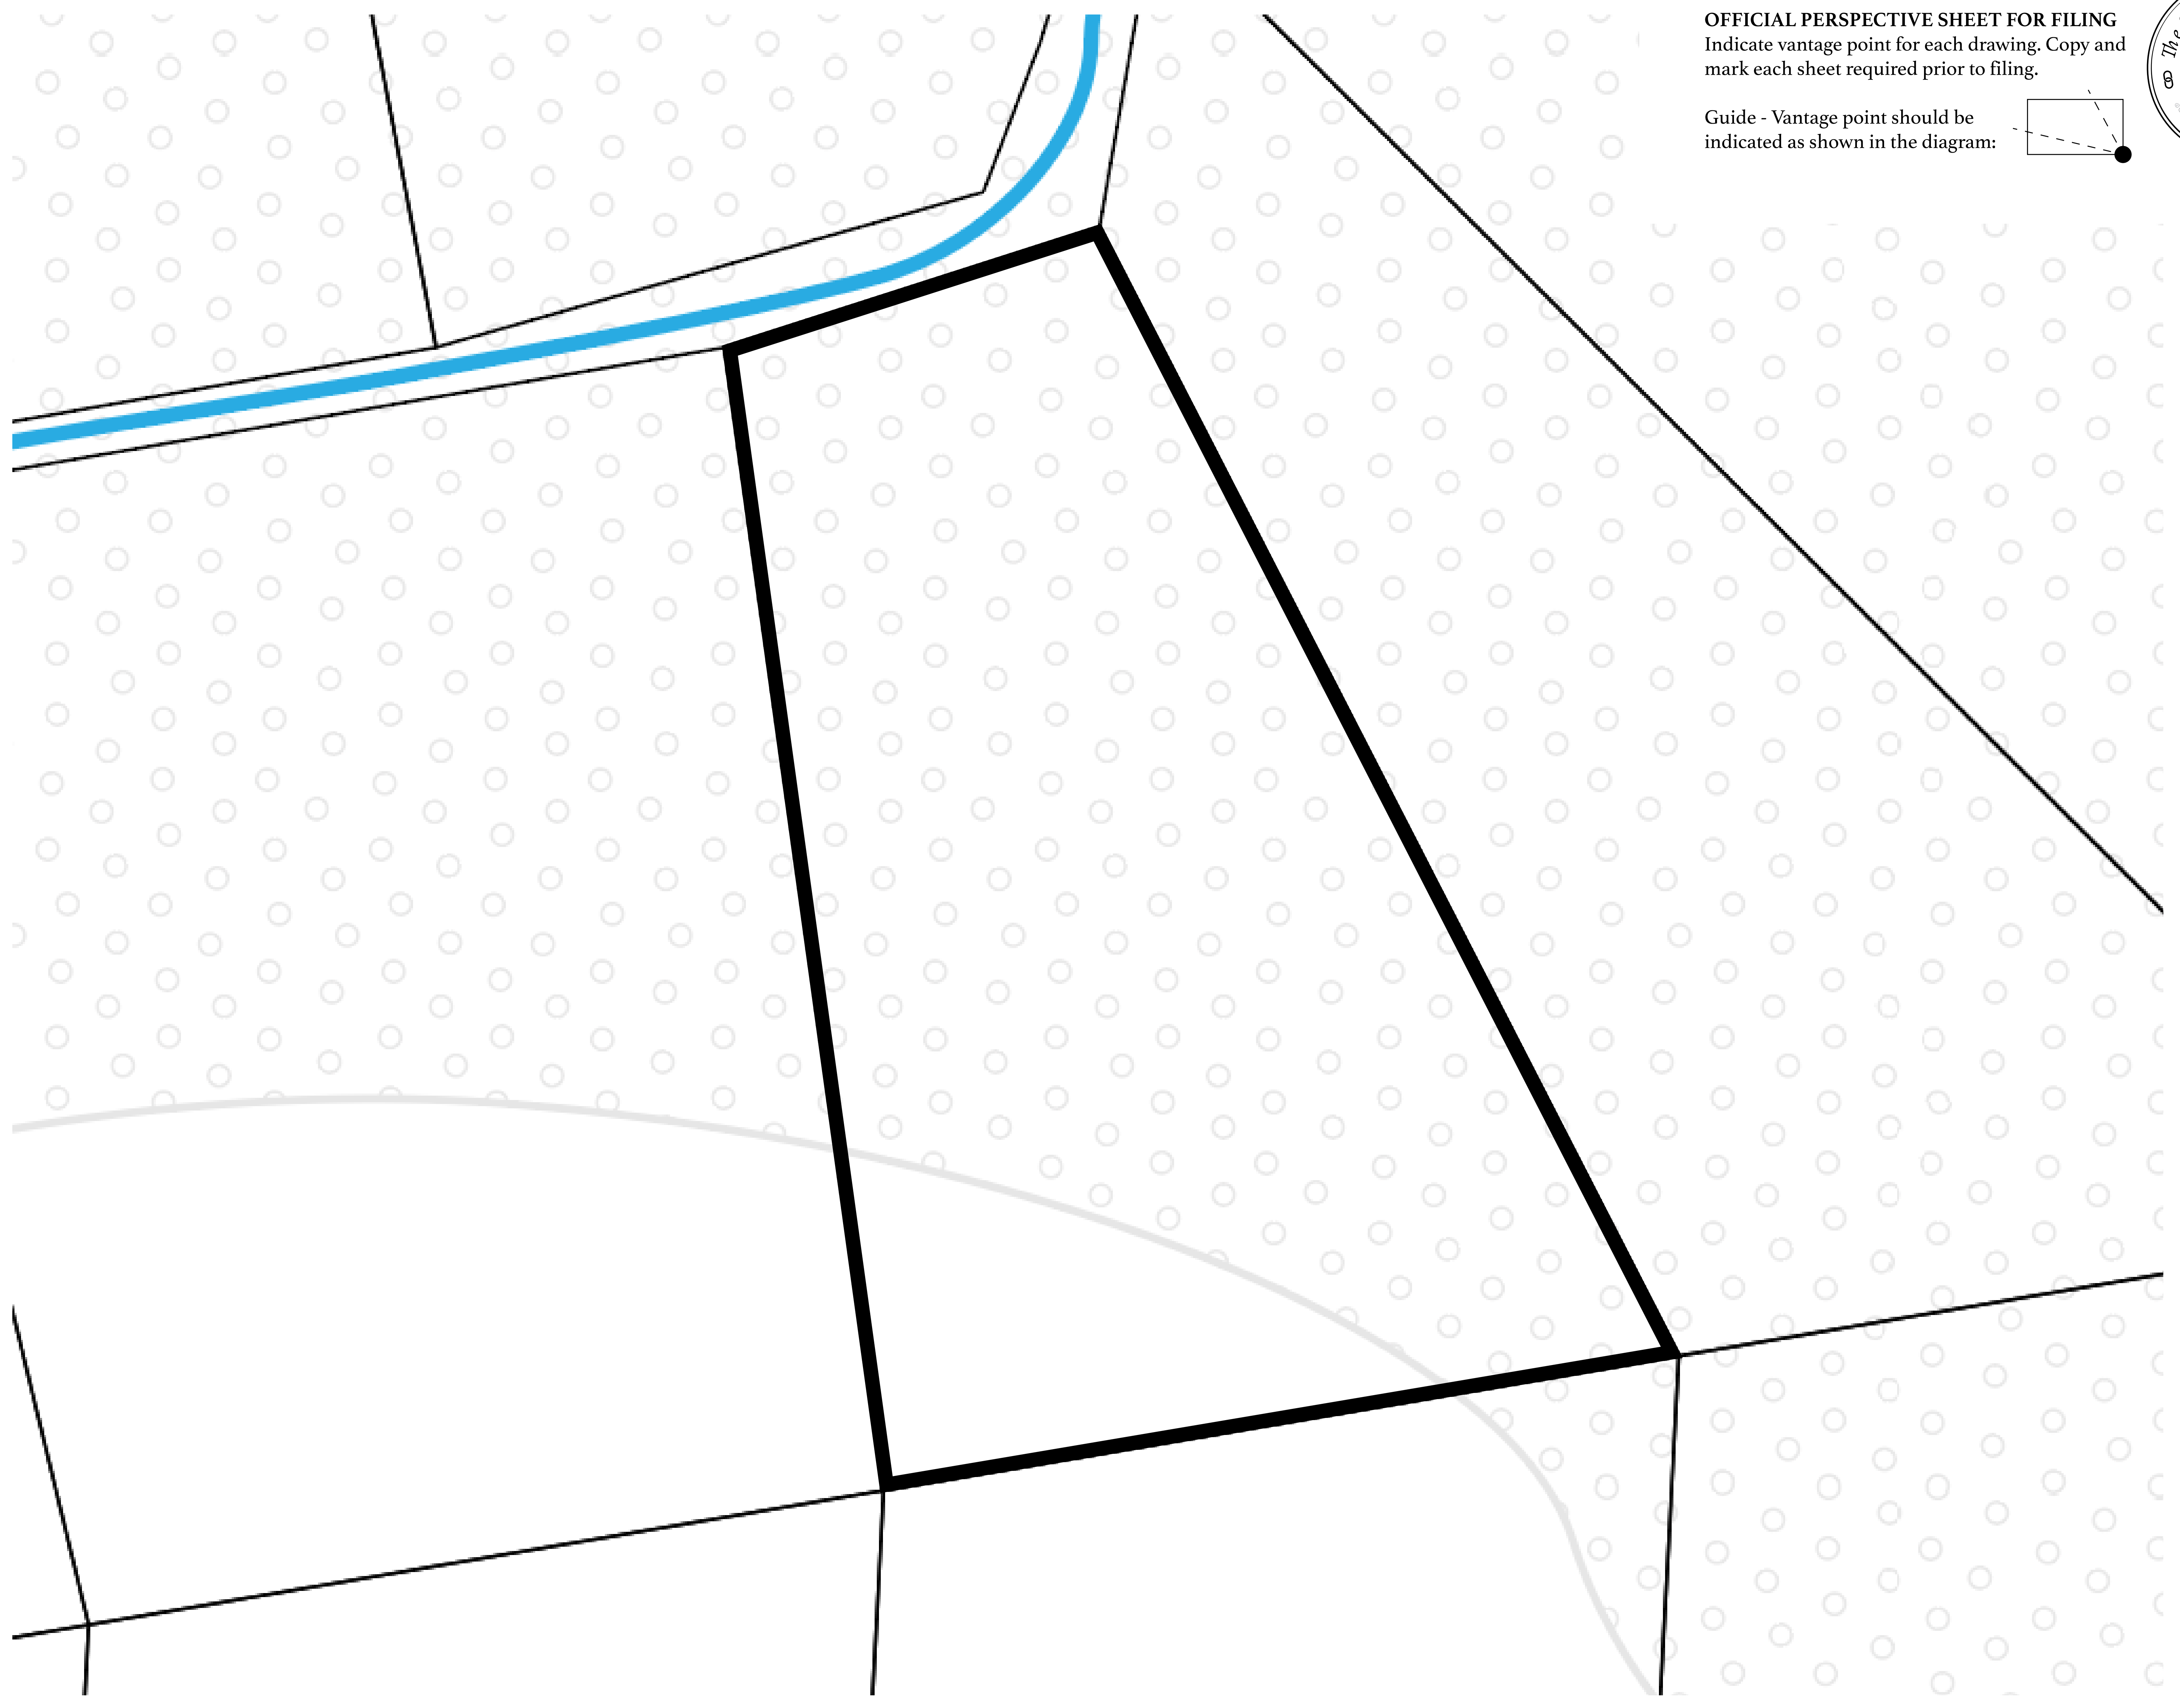 OFFICIAL PERSPECTIVE SHEET FOR FILING
Indicate vantage point for each drawing. Copy and
mark each sheet required prior to filing.
Guide - Vantage point should be
indicated as shown in the diagram:
The